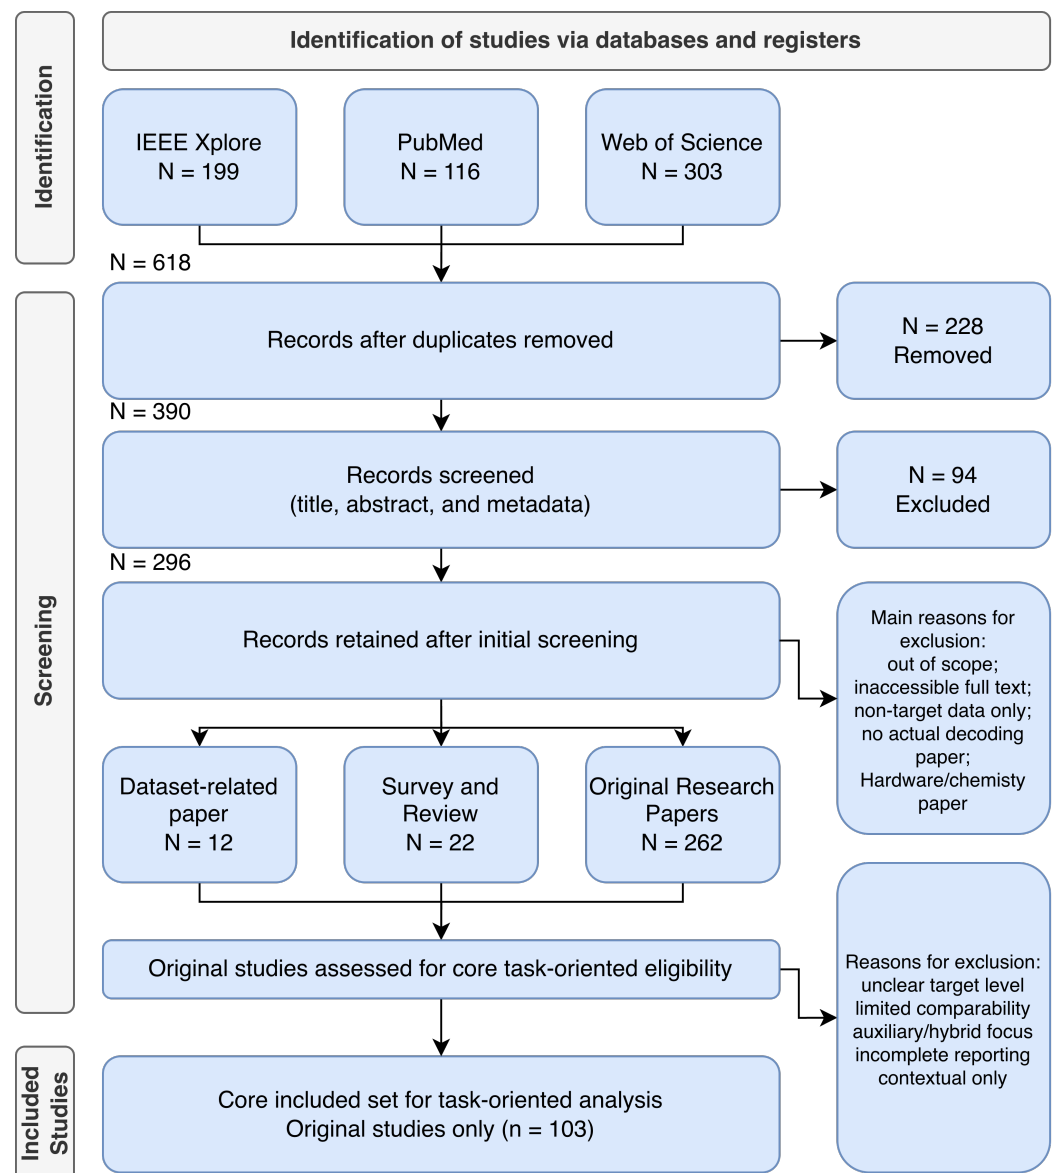 Identification of studies via databases and registers
Identification
IEEE Xplore
N = 199
PubMed
N = 116
Web of Science
N = 303
N = 618
Records after duplicates removed
N = 228
Removed
N = 390
Screening
Records screened
(title, abstract, and metadata)
N = 94
Excluded
N = 296
Records retained after initial screening
Main reasons for
exclusion:
out of scope;
inaccessible full text;
non-target data only;
no actual decoding
paper;
Hardware/chemisty
paper
Dataset-related
paper
N = 12
Survey and
Review
N = 22
Original Research
Papers
N = 262
Original studies assessed for core task-oriented eligibility
Reasons for exclusion:
unclear target level
limited comparability
auxiliary/hybrid focus
incomplete reporting
contextual only
Included
Studies
Core included set for task-oriented analysis
Original studies only (n = 103)